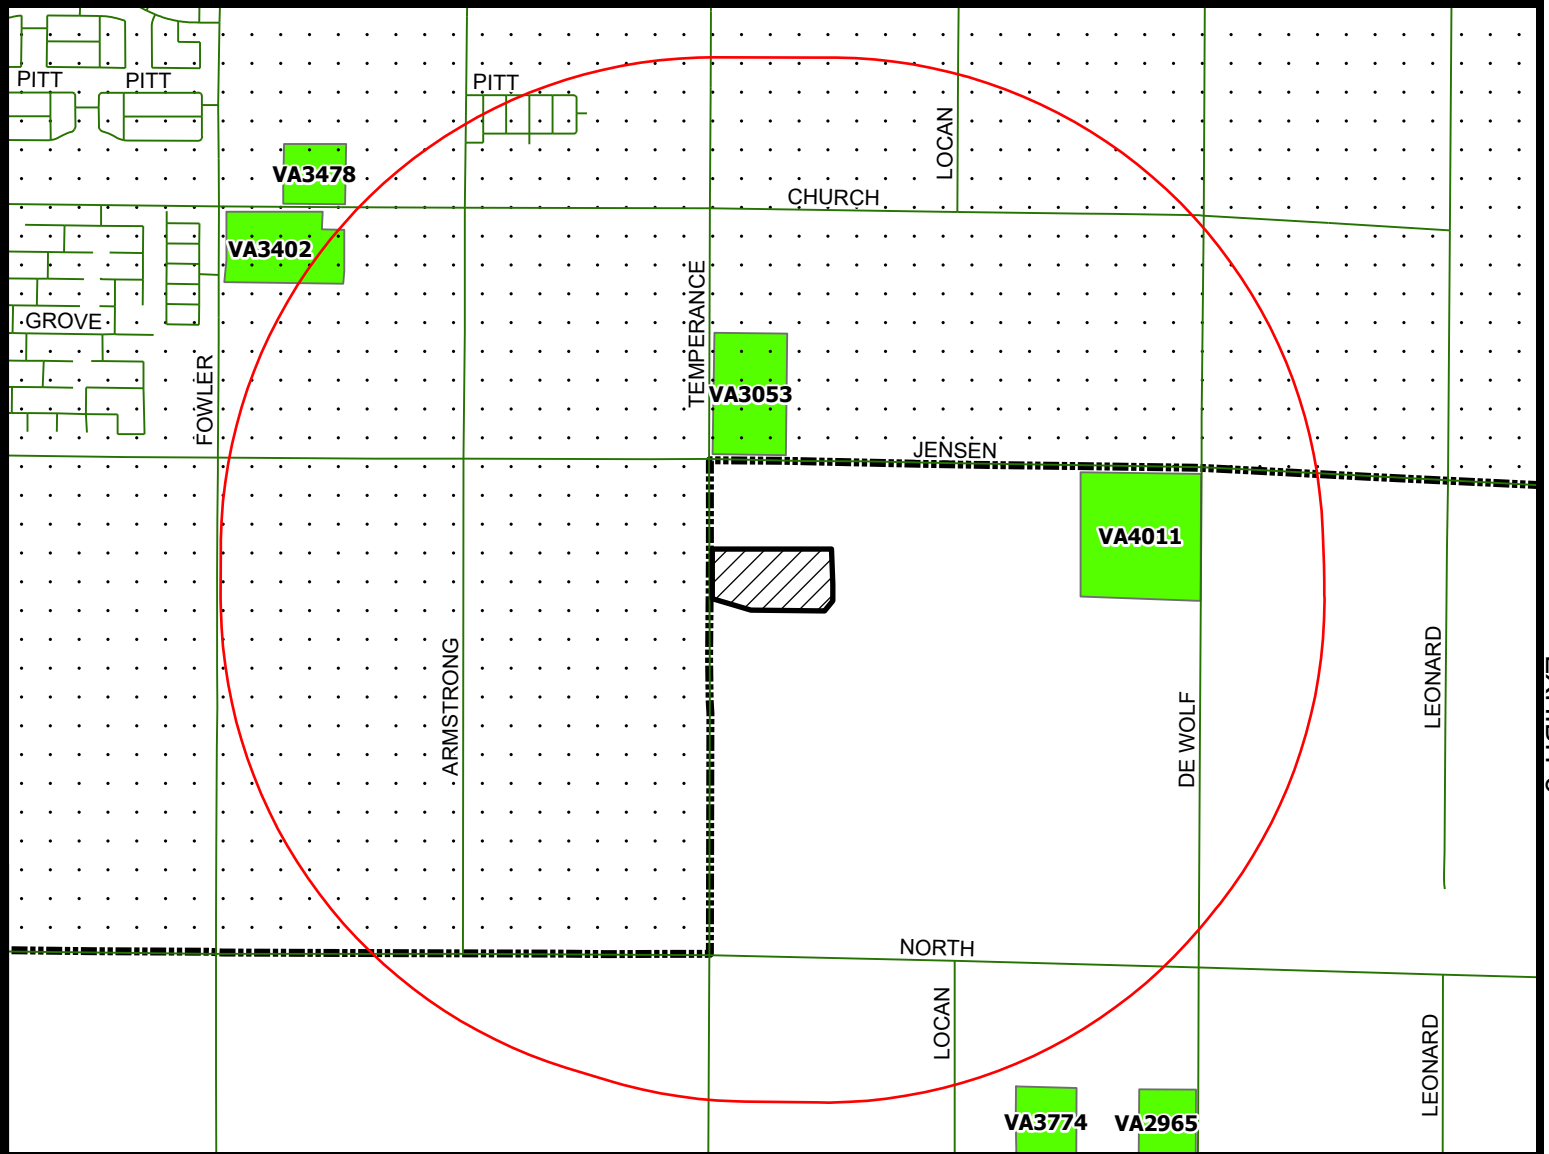 PITT
PITT
PITT
LOCAN
VA3478
CHURCH
VA3402
TEMPERANCE
GROVE
FOWLER
VA3053
JENSEN
VA4011
ARMSTRONG
LEONARD
DE WOLF
NORTH
LOCAN
LEONARD
VA3774
VA2965